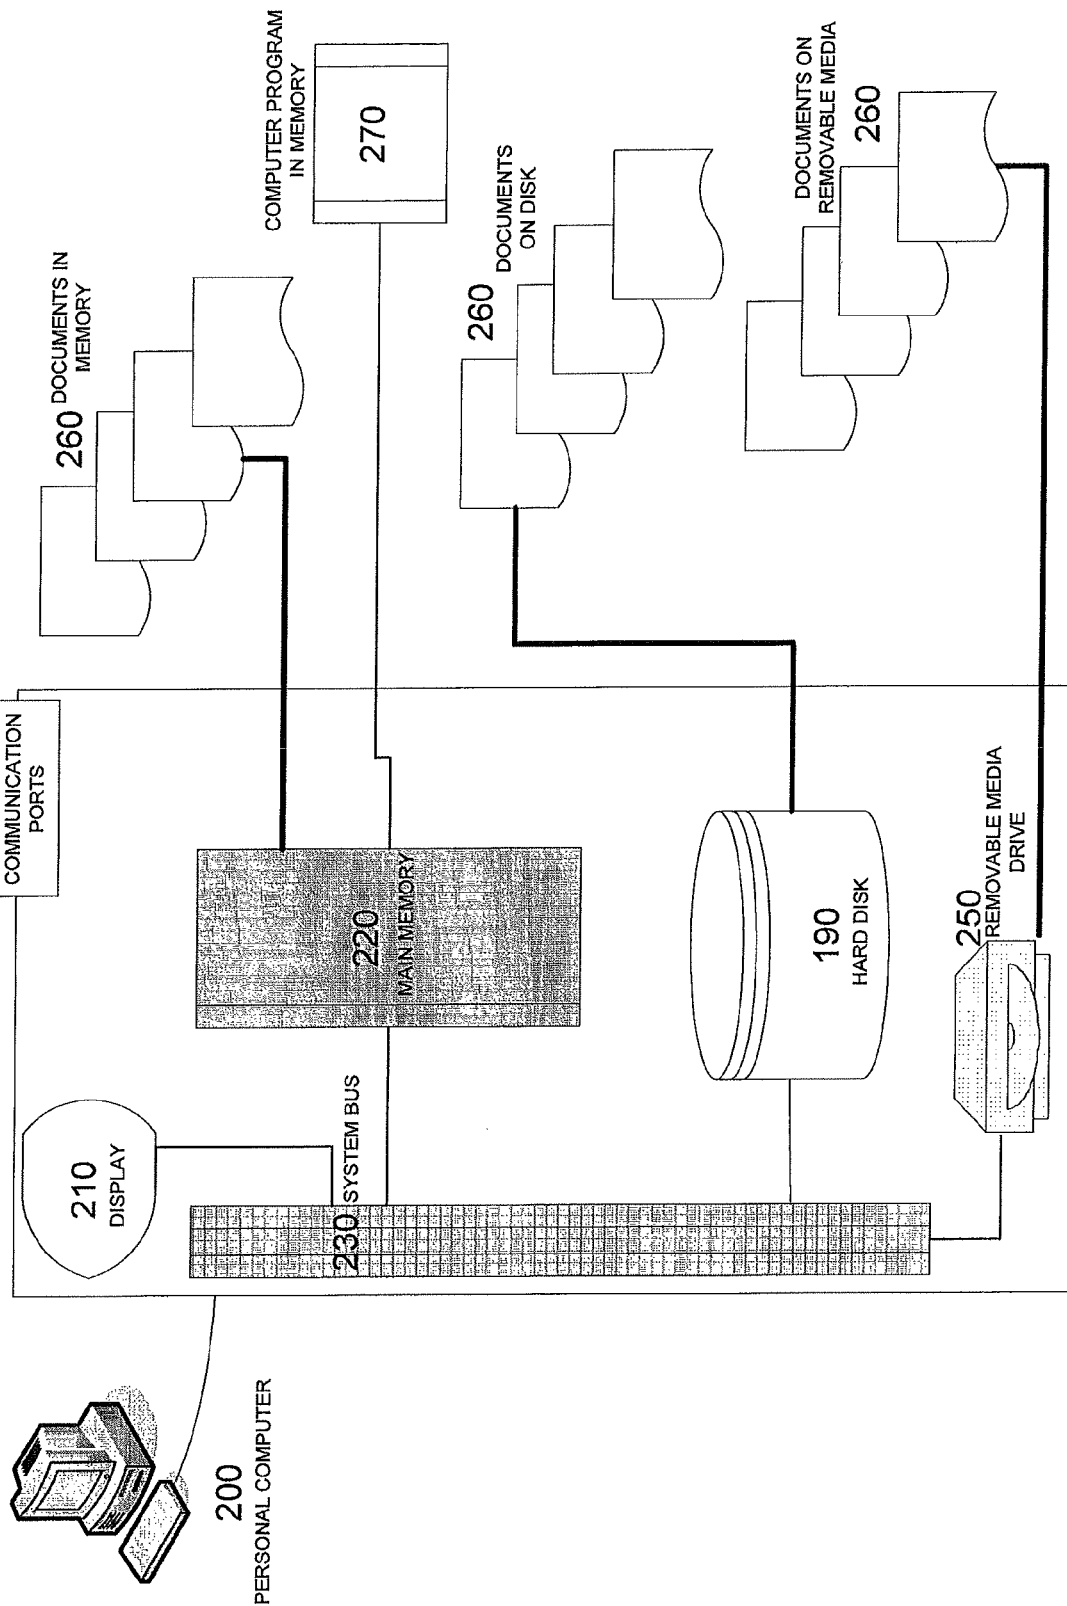 200
PERSONAL COMPUTER
210
DISPLAY
230 SYSTEM BUS
COMMUNICATION
PORTS
220
MAIN MEMORY
190
HARD DISK
250
REMOVABLE MEDIA
DRIVE
260 DOCUMENTS IN
MEMORY
COMPUTER PROGRAM
IN MEMORY
270
260 DOCUMENTS
ON DISK
DOCUMENTS ON
REMOVABLE MEDIA
260